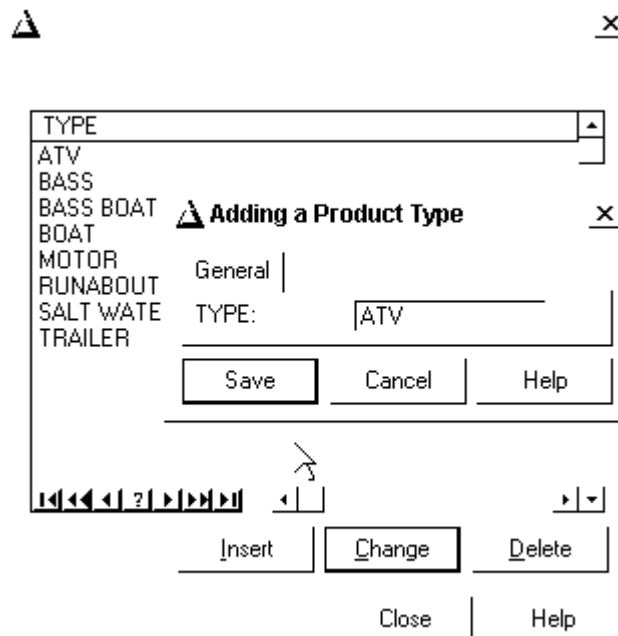 TYPE
ATV
BASS
BASS BOAT
BOAT
MOTOR
RUNABOUT
SALT WATE
TRAILER
Adding a Product Type
General
TYPE: ATV
Save Cancel Help
?
Insert Change Delete
Close Help